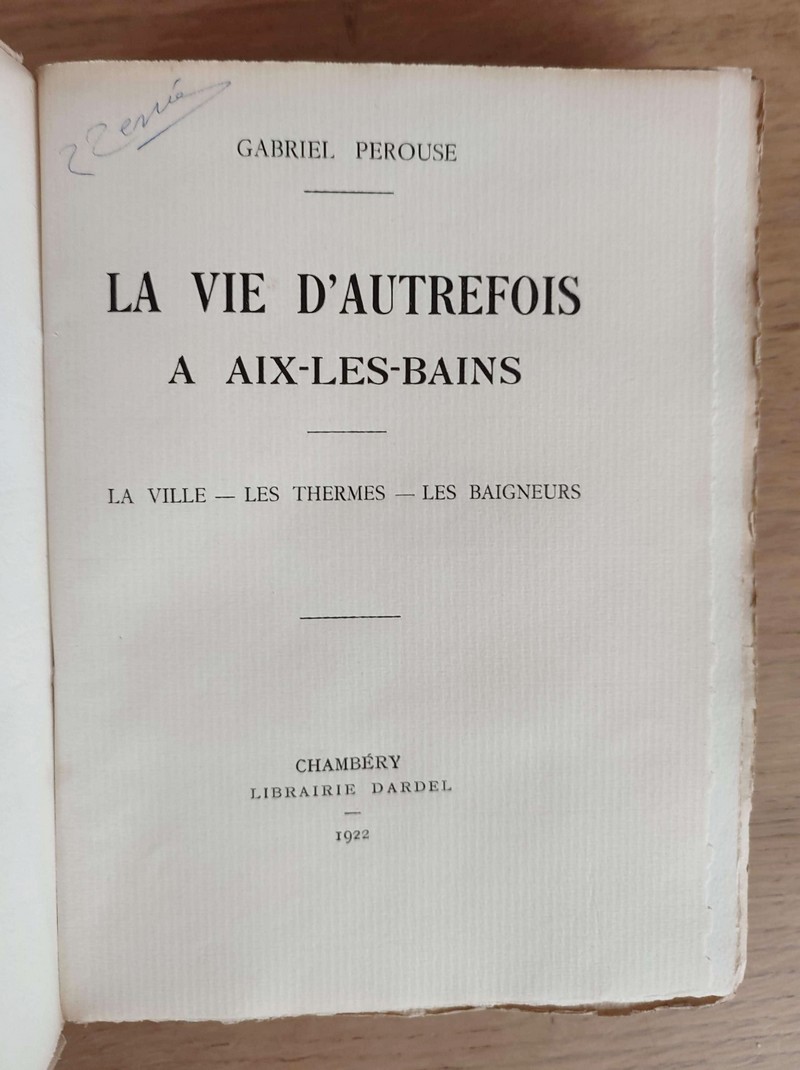 GABRIEL PEROUSE
LA VIE D'AUTREFOIS
A AIX-LES-BAINS
LA VILLE — LES THERMES — LES BAIGNEURS
CHAMBÉRY
LIBRAIRIE DARDEL
1922